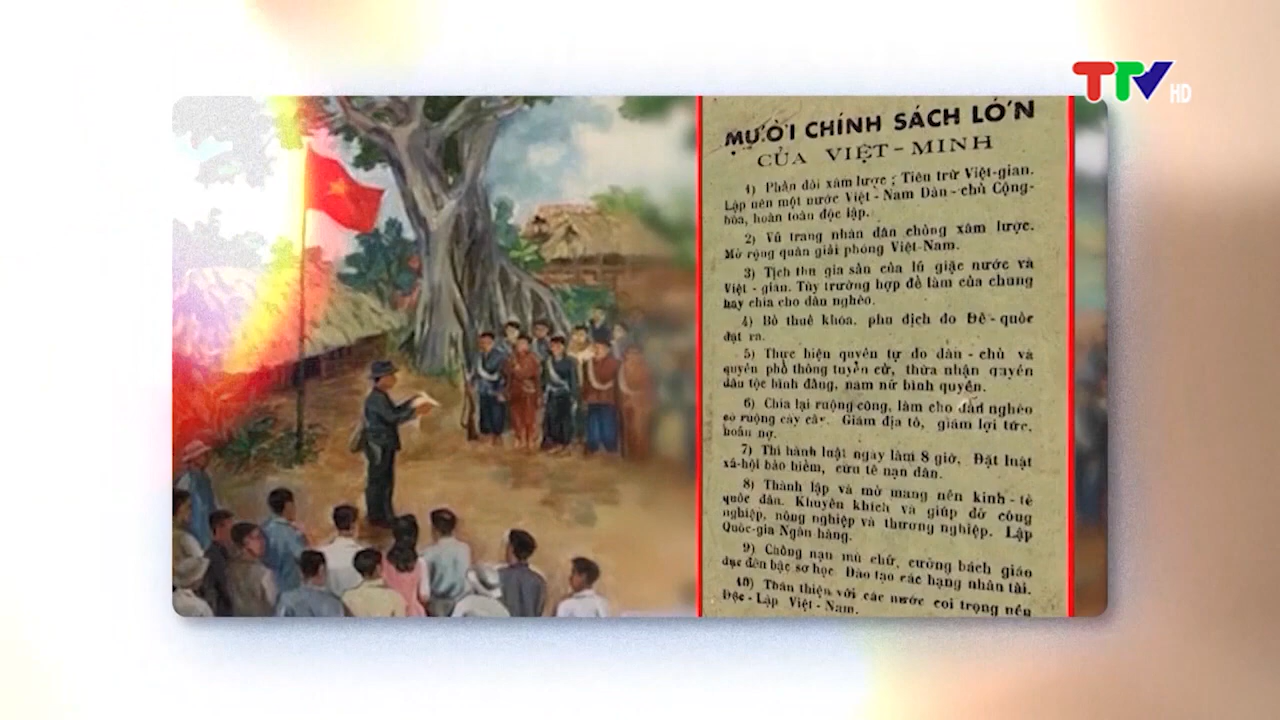 TTV HD
MƯỜI CHÍNH SÁCH LỚN
CỦA VIỆT-MINH
1) Phản đối xâm lược; Tiêu trừ Việt-gian.
Lập nên một nước Việt-Nam Dân-chủ Cộng-
hòa, hoàn toàn độc lập.
2) Vũ trang nhân dân chống xâm lược.
Mở rộng quân giải phóng Việt-Nam.
3) Tịch thu gia sản của lũ giặc nước và
Việt-gian. Tùy trường hợp để làm của chung
hay chia cho dân nghèo.
4) Bỏ thuế khóa, phu dịch do Đế-quốc
đặt ra.
5) Thực hiện quyền tự do dân-chủ và
quyền phổ thông tuyển cử, thừa nhận quyền
dân tộc bình đẳng, nam nữ bình quyền.
6) Chia lại ruộng công, làm cho dân nghèo
có ruộng cày cấy. Giảm địa tô, giảm lợi tức,
hoãn nợ.
7) Thi hành luật ngày làm 8 giờ, Đặt luật
xã-hội bảo hiểm, cứu tế nạn dân.
8) Thành lập và mở mang nền kinh-tế
quốc dân. Khuyến khích và giúp đỡ công
nghiệp, nông nghiệp và thương nghiệp. Lập
Quốc-gia Ngân hàng.
9) Chống nạn mù chữ, cưỡng bách giáo
dục đến bậc sơ học. Đào tạo các hạng nhân tài.
10) Thân thiện với các nước coi trọng nền
Độc-Lập Việt-Nam.